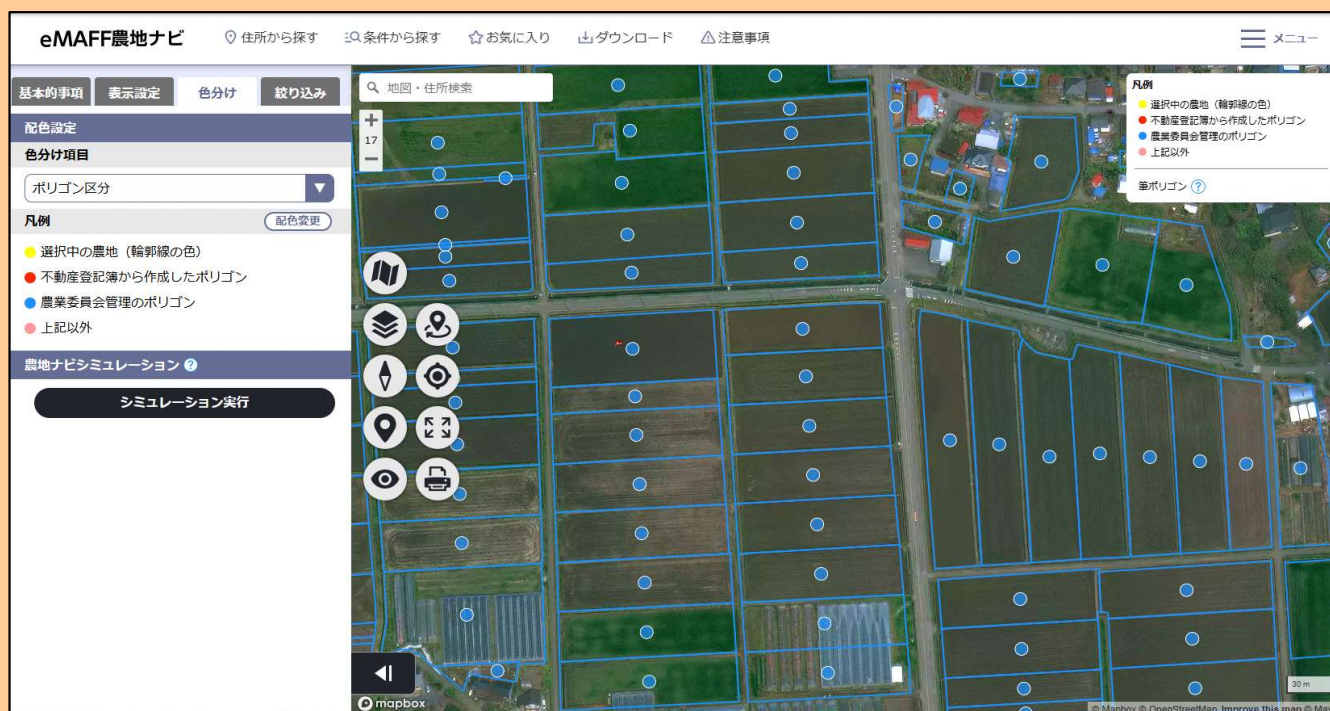 eMAFF農地ナビ
住所から探す
条件から探す
お気に入り
ダウンロード
注意事項
メニュー
基本的事項
表示設定
色分け
絞り込み
配色設定
色分け項目
ポリゴン区分
凡例
配色変更
選択中の農地（輪郭線の色）
不動産登記簿から作成したポリゴン
農業委員会管理のポリゴン
上記以外
農地ナビシミュレーション ?
シミュレーション実行
地図・住所検索
+
17
−
凡例
選択中の農地（輪郭線の色）
不動産登記簿から作成したポリゴン
農業委員会管理のポリゴン
上記以外
筆ポリゴン ?
30 m
mapbox
© Mapbox © OpenStreetMap Improve this map © Max